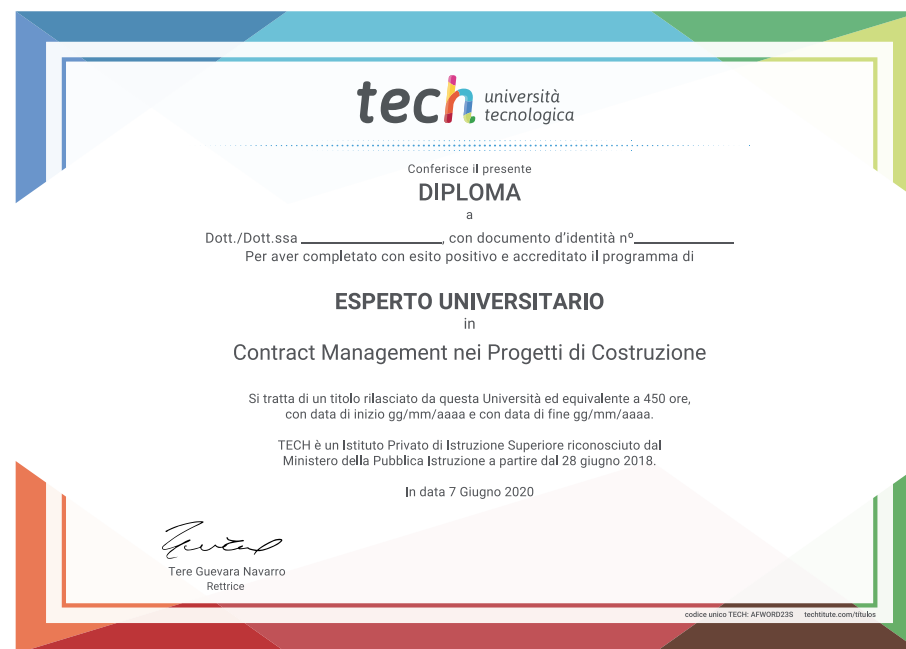 tech università
tecnologica
Conferisce il presente
DIPLOMA
a
Dott./Dott.ssa ____________________, con documento d'identità nº______________
Per aver completato con esito positivo e accreditato il programma di
ESPERTO UNIVERSITARIO
in
Contract Management nei Progetti di Costruzione
Si tratta di un titolo rilasciato da questa Università ed equivalente a 450 ore,
con data di inizio gg/mm/aaaa e con data di fine gg/mm/aaaa.
TECH è un Istituto Privato di Istruzione Superiore riconosciuto dal
Ministero della Pubblica Istruzione a partire dal 28 giugno 2018.
In data 7 Giugno 2020
Tere Guevara Navarro
Rettrice
codice unico TECH: AFWORD23S techtitute.com/titulos